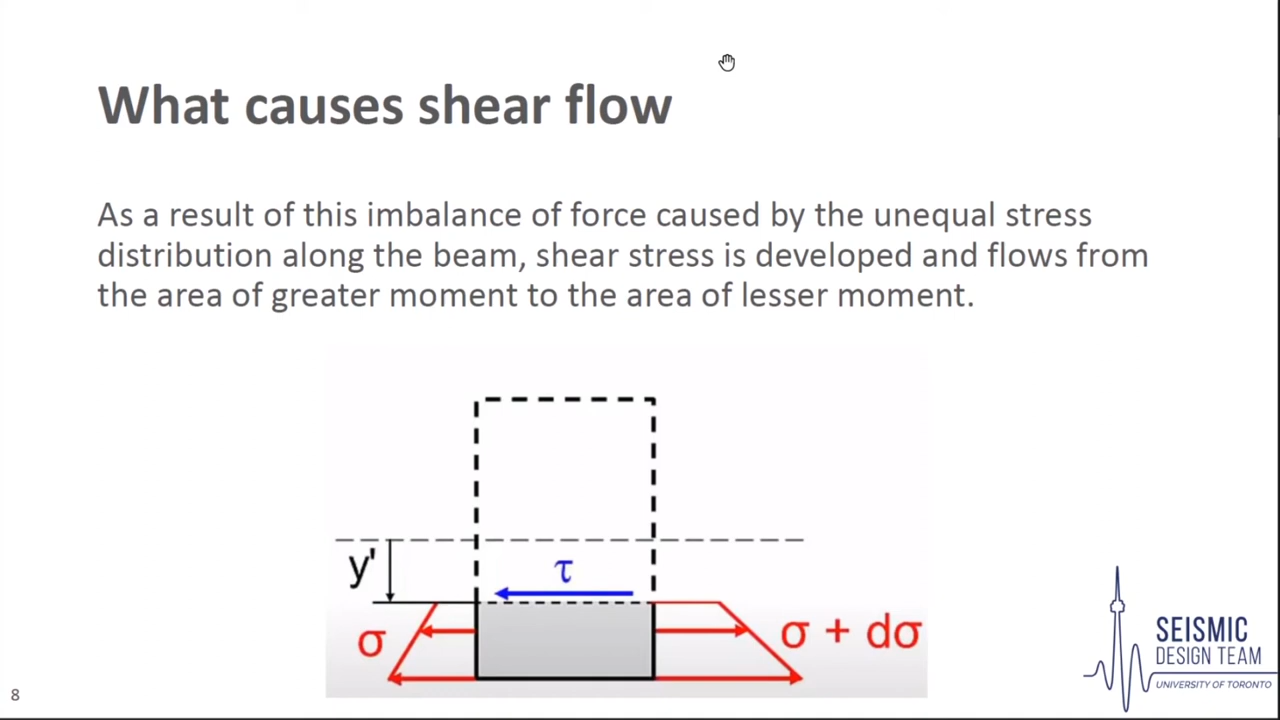 What causes shear flow
As a result of this imbalance of force caused by the unequal stress
distribution along the beam, shear stress is developed and flows from
the area of greater moment to the area of lesser moment.
y'
τ
σ
σ + dσ
8
SEISMIC
DESIGN TEAM
UNIVERSITY OF TORONTO